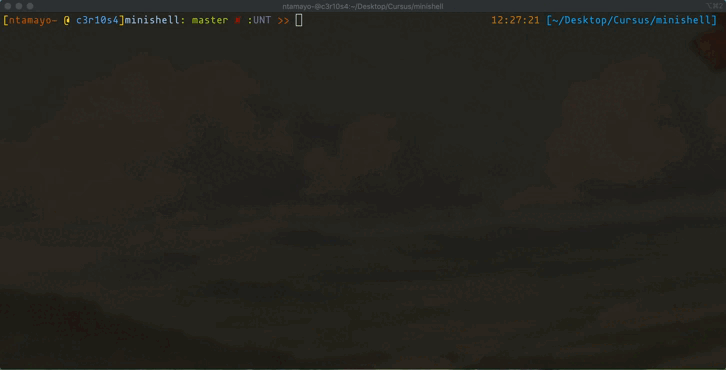 ntamayo-@c3r10s4:~/Desktop/Cursus/minishell
[ntamayo- @ c3r10s4]minishell: master # :UNT >> 12:27:21 [~/Desktop/Cursus/minishell]